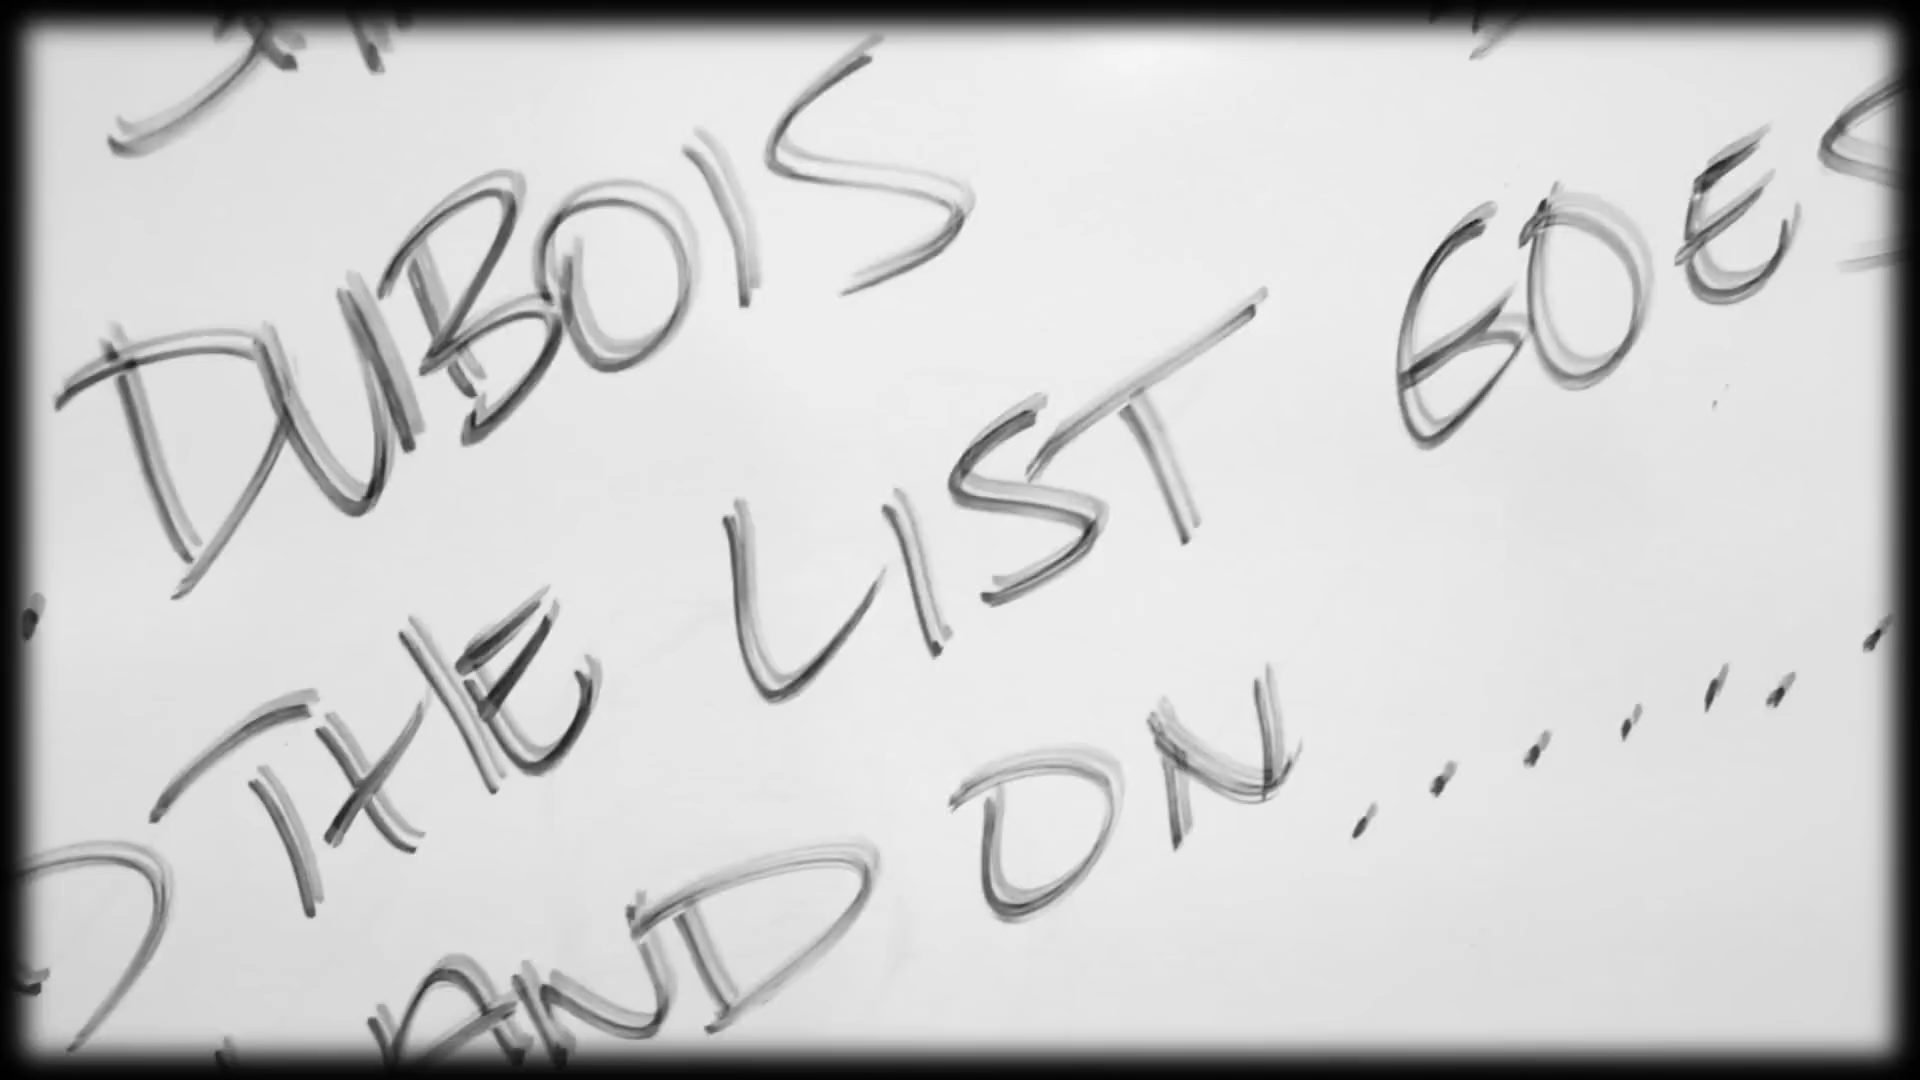 DUBOIS
THE LIST GOES
AND ON........